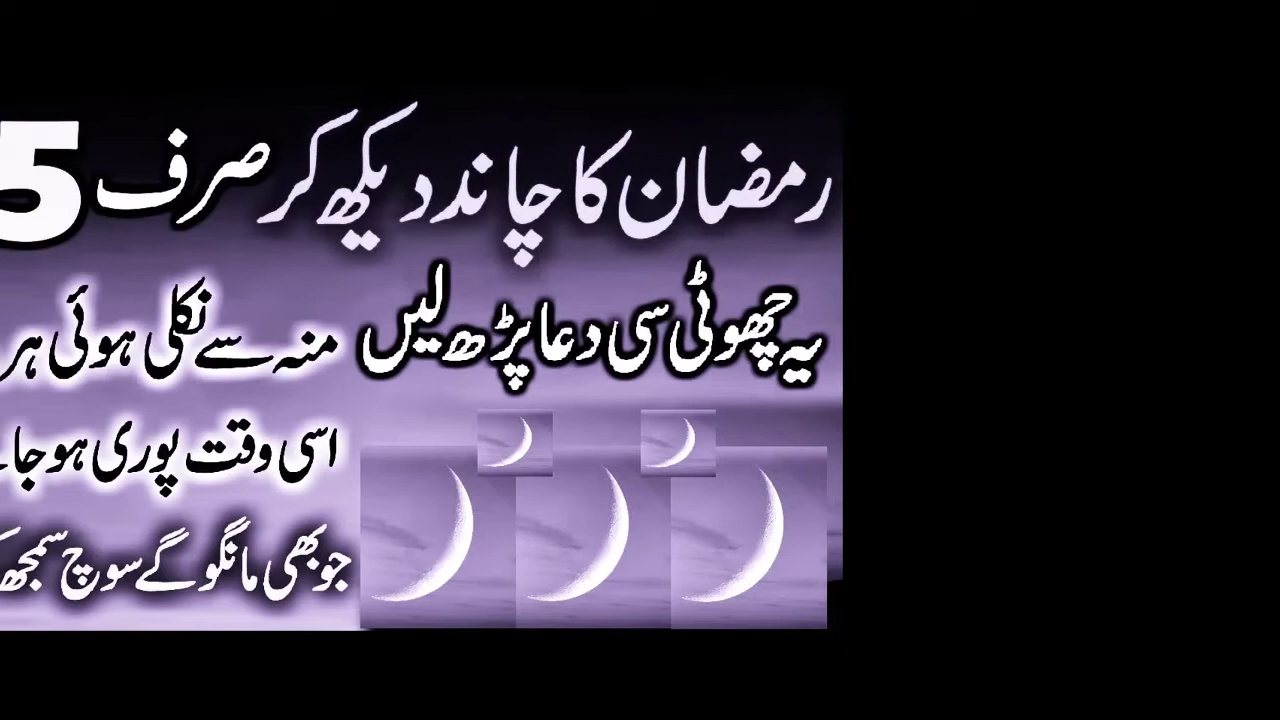 رمضان کا چاند دیکھ کر صرف 5
یہ چھوٹی سی دعا پڑھ لیں
منہ سے نکلی ہوئی ہر
اسی وقت پوری ہو جا
جو بھی مانگو گے سوچ سمجھ